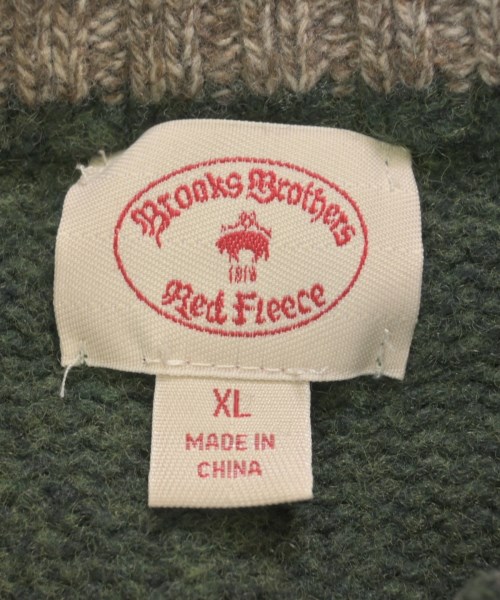 Brooks Brothers
1818
Red Fleece
XL
MADE IN
CHINA